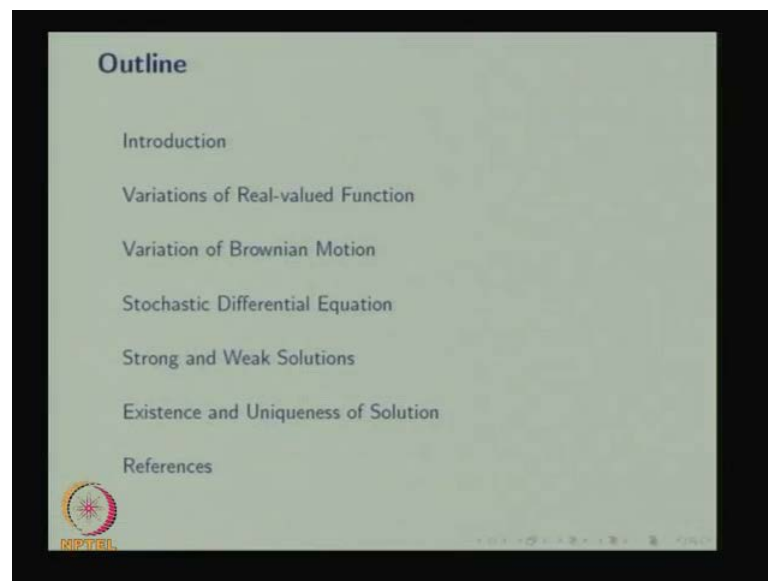 Outline
Introduction
Variations of Real-valued Function
Variation of Brownian Motion
Stochastic Differential Equation
Strong and Weak Solutions
Existence and Uniqueness of Solution
References
NPTEL